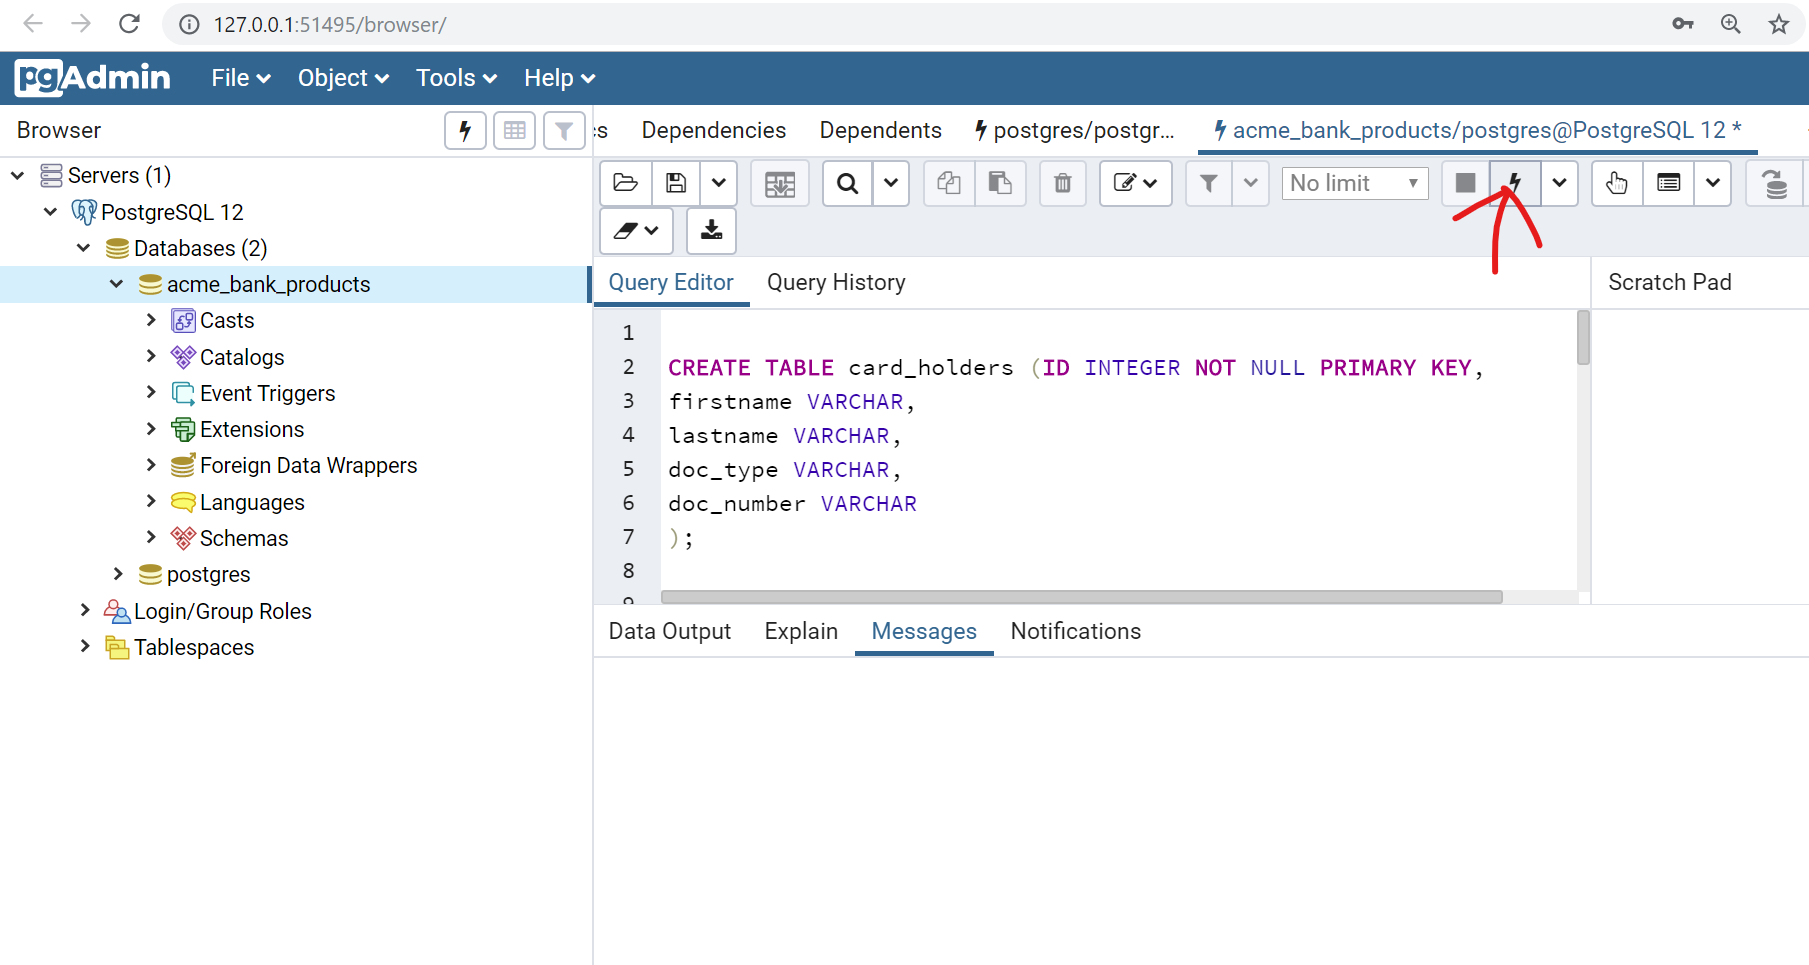 127.0.0.1:51495/browser/
pgAdmin File Object Tools Help
Browser
Servers (1)
PostgreSQL 12
Databases (2)
acme_bank_products
Casts
Catalogs
Event Triggers
Extensions
Foreign Data Wrappers
Languages
Schemas
postgres
Login/Group Roles
Tablespaces
Dependencies Dependents postgres/postgr... acme_bank_products/postgres@PostgreSQL 12 *
No limit
Query Editor Query History
Scratch Pad
1
2 CREATE TABLE card_holders (ID INTEGER NOT NULL PRIMARY KEY,
3 firstname VARCHAR,
4 lastname VARCHAR,
5 doc_type VARCHAR,
6 doc_number VARCHAR
7 );
8
Data Output Explain Messages Notifications